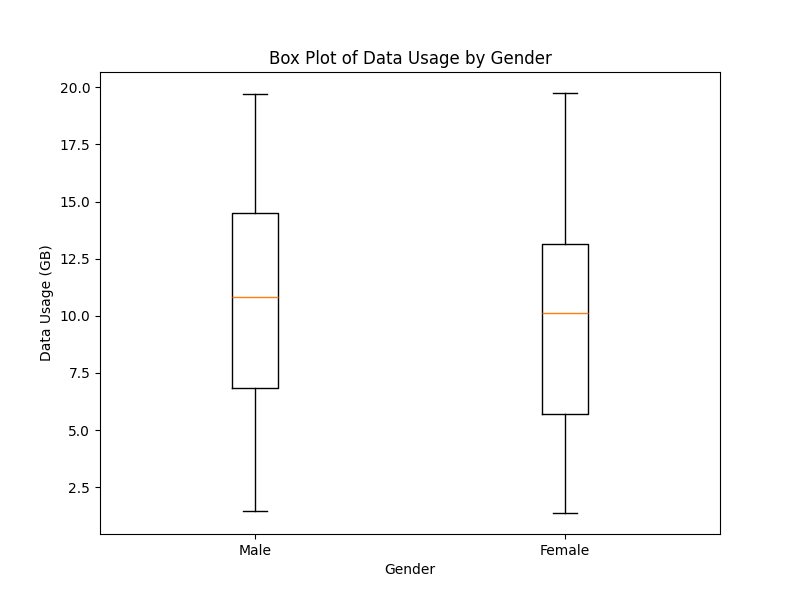 Box Plot of Data Usage by Gender
20.0
17.5
15.0
12.5
10.0
7.5
5.0
2.5
Data Usage (GB)
Male Female
Gender